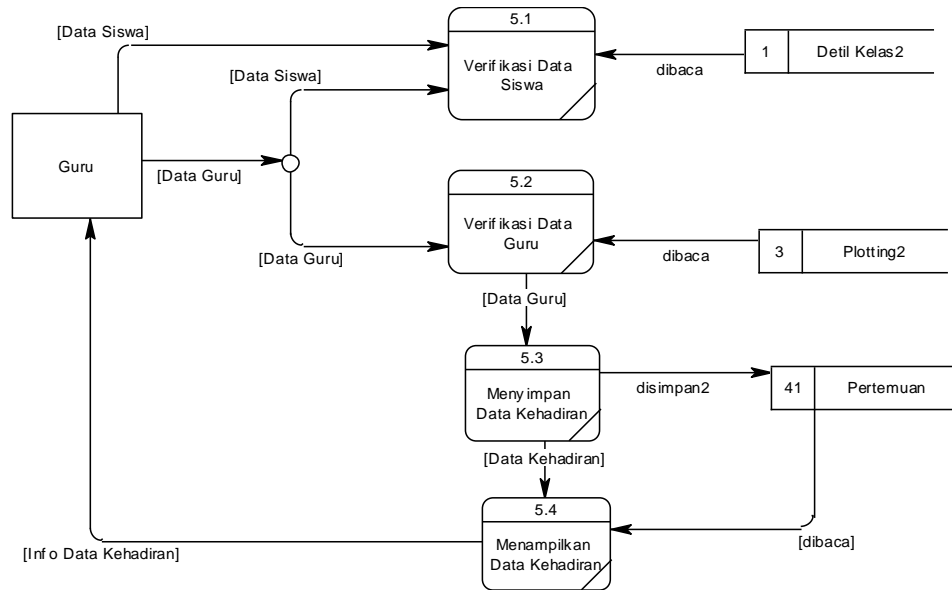 [Data Siswa]
5.1
Verifikasi Data
Siswa
dibaca
1
Detil Kelas2
[Data Siswa]
Guru
[Data Guru]
5.2
Verifikasi Data
Guru
[Data Guru]
dibaca
3
Plotting2
[Data Guru]
5.3
Menyimpan
Data Kehadiran
disimpan2
41
Pertemuan
[Data Kehadiran]
5.4
Menampilkan
Data Kehadiran
[dibaca]
[Info Data Kehadiran]